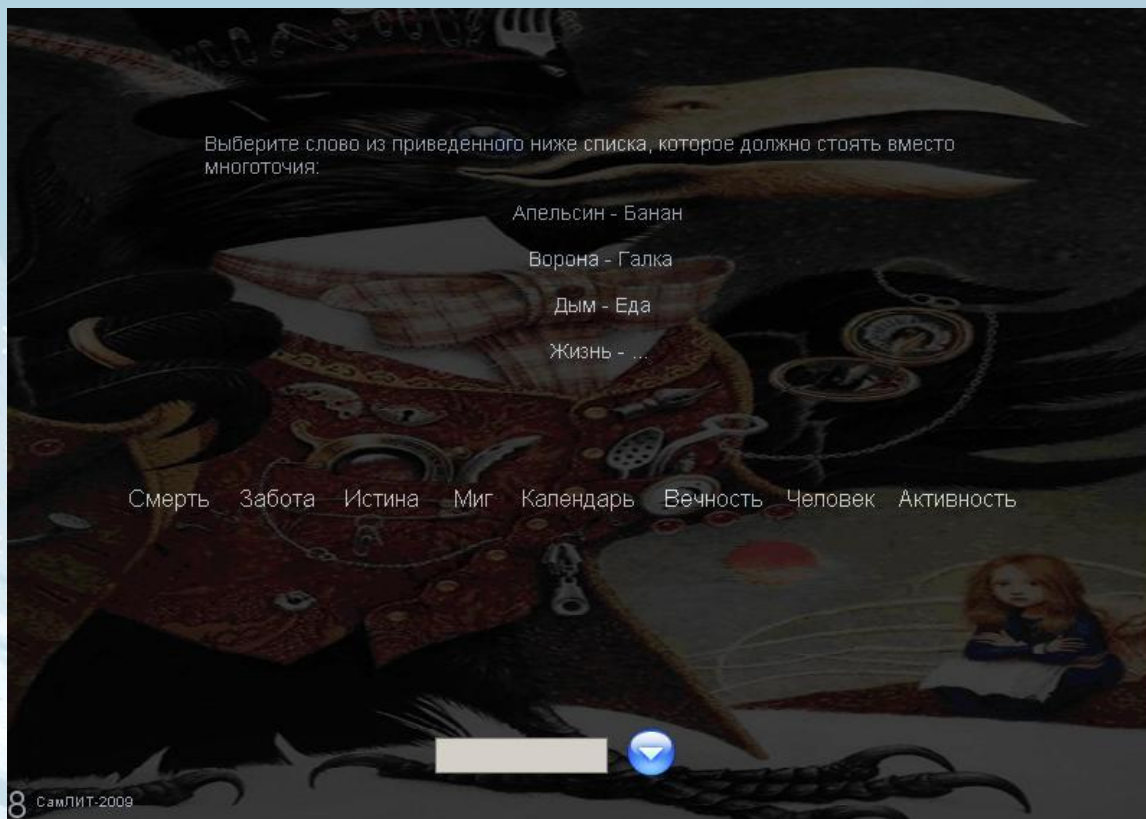 Выберите слово из приведенного ниже списка, которое должно стоять вместо
многоточия:
Апельсин - Банан
Ворона - Галка
Дым - Еда
Жизнь - ...
Смерть Забота Истина Миг Календарь Вечность Человек Активность
8 СамЛИТ-2009